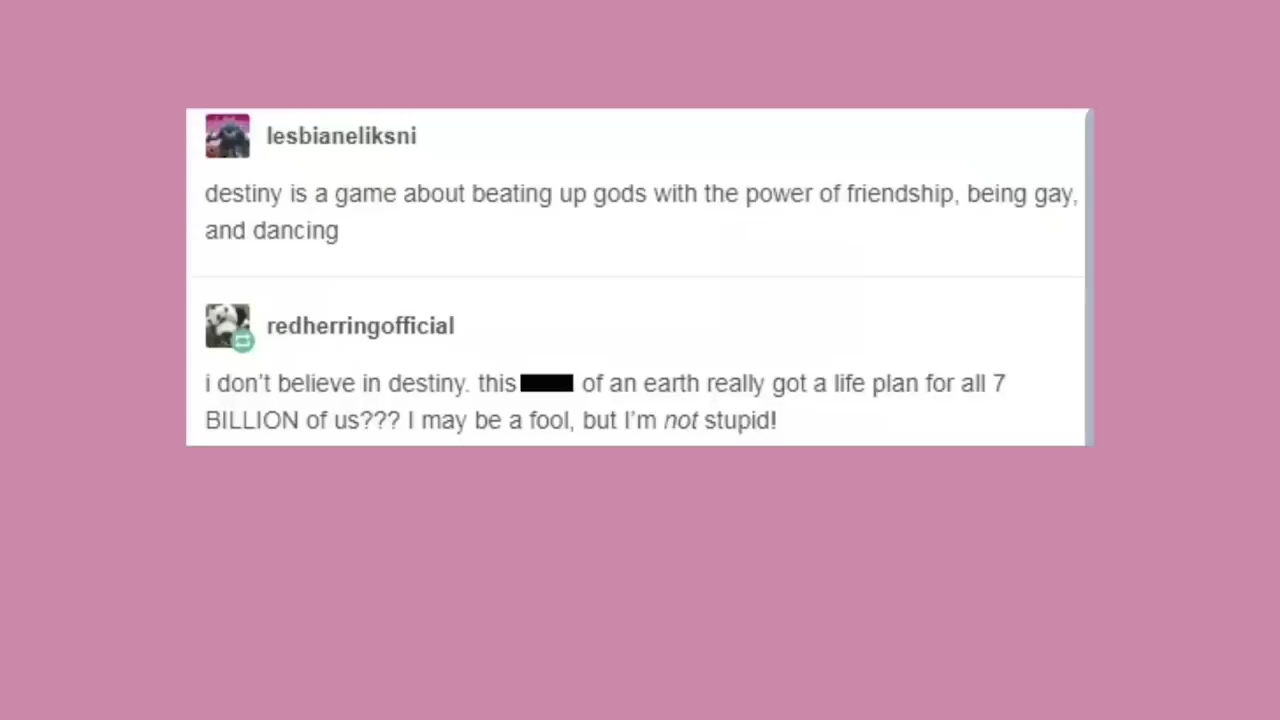 lesbianeliksni
destiny is a game about beating up gods with the power of friendship, being gay,
and dancing
redherringofficial
i don't believe in destiny. this of an earth really got a life plan for all 7
BILLION of us??? I may be a fool, but I'm not stupid!